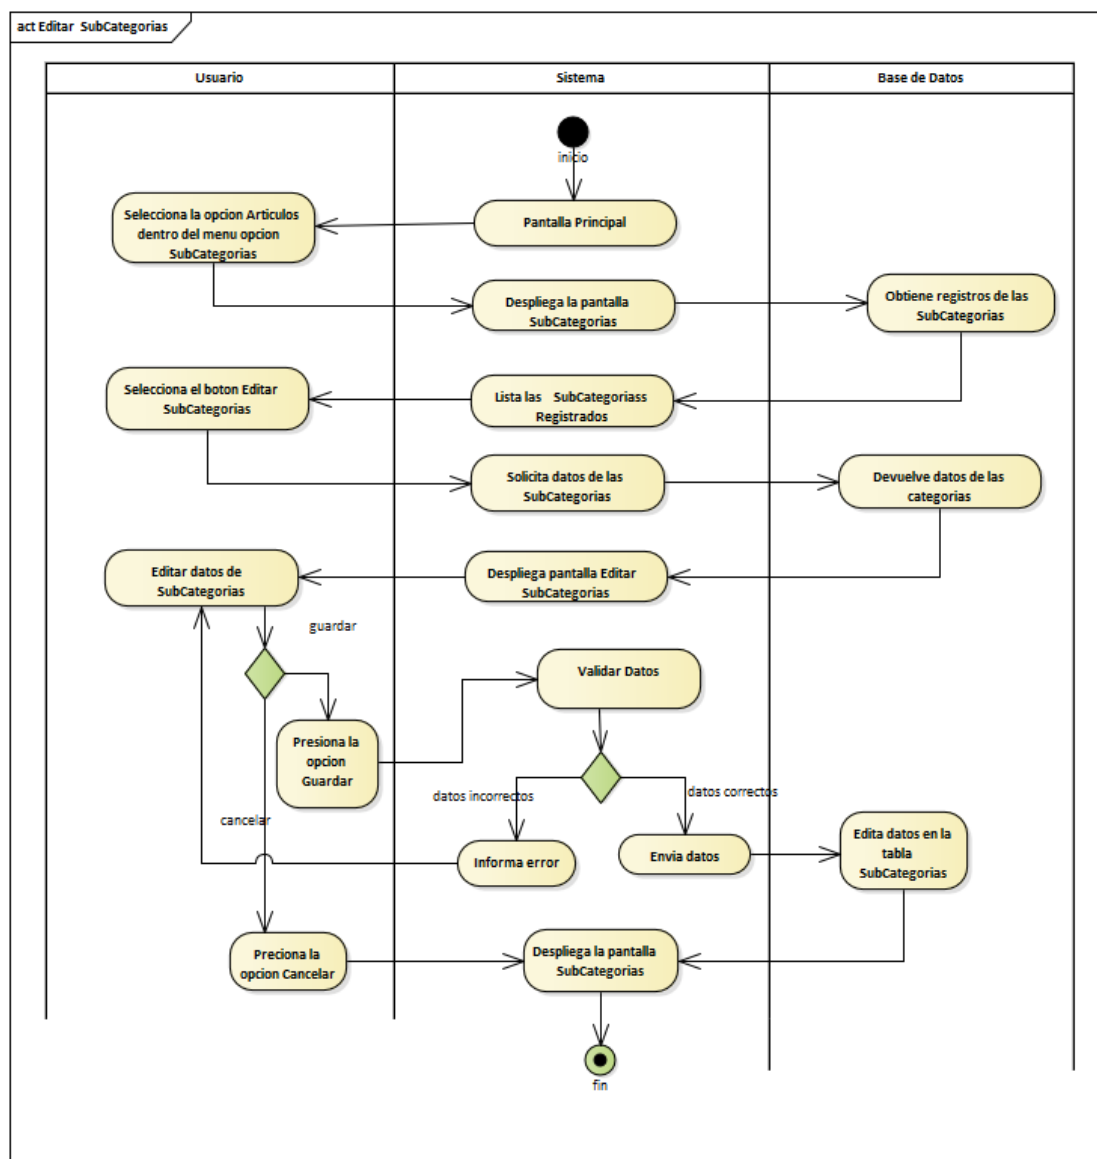 act Editar SubCategorias
Usuario
Sistema
Base de Datos
inicio
Selecciona la opcion Articulos
dentro del menu opcion
SubCategorias
Pantalla Principal
Despliega la pantalla
SubCategorias
Obtiene registros de las
SubCategorias
Selecciona el boton Editar
SubCategorias
Lista las SubCategoriass
Registrados
Solicita datos de las
SubCategorias
Devuelve datos de las
categorias
Editar datos de
SubCategorias
Despliega pantalla Editar
SubCategorias
guardar
Validar Datos
Presiona la
opcion
Guardar
datos incorrectos
datos correctos
cancelar
Informa error
Envia datos
Edita datos en la
tabla
SubCategorias
Preciona la
opcion Cancelar
Despliega la pantalla
SubCategorias
fin